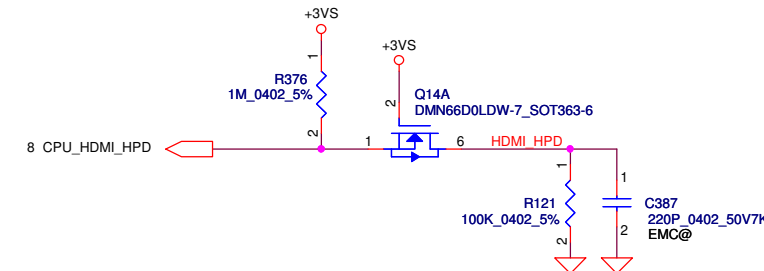 +3VS
+3VS
1
R376
1M_0402_5%
2
2
Q14A
DMN66D0LDW-7_SOT363-6
8 CPU_HDMI_HPD
1
6
HDMI_HPD
1
R121
100K_0402_5%
2
1
C387
220P_0402_50V7K
2
EMC@